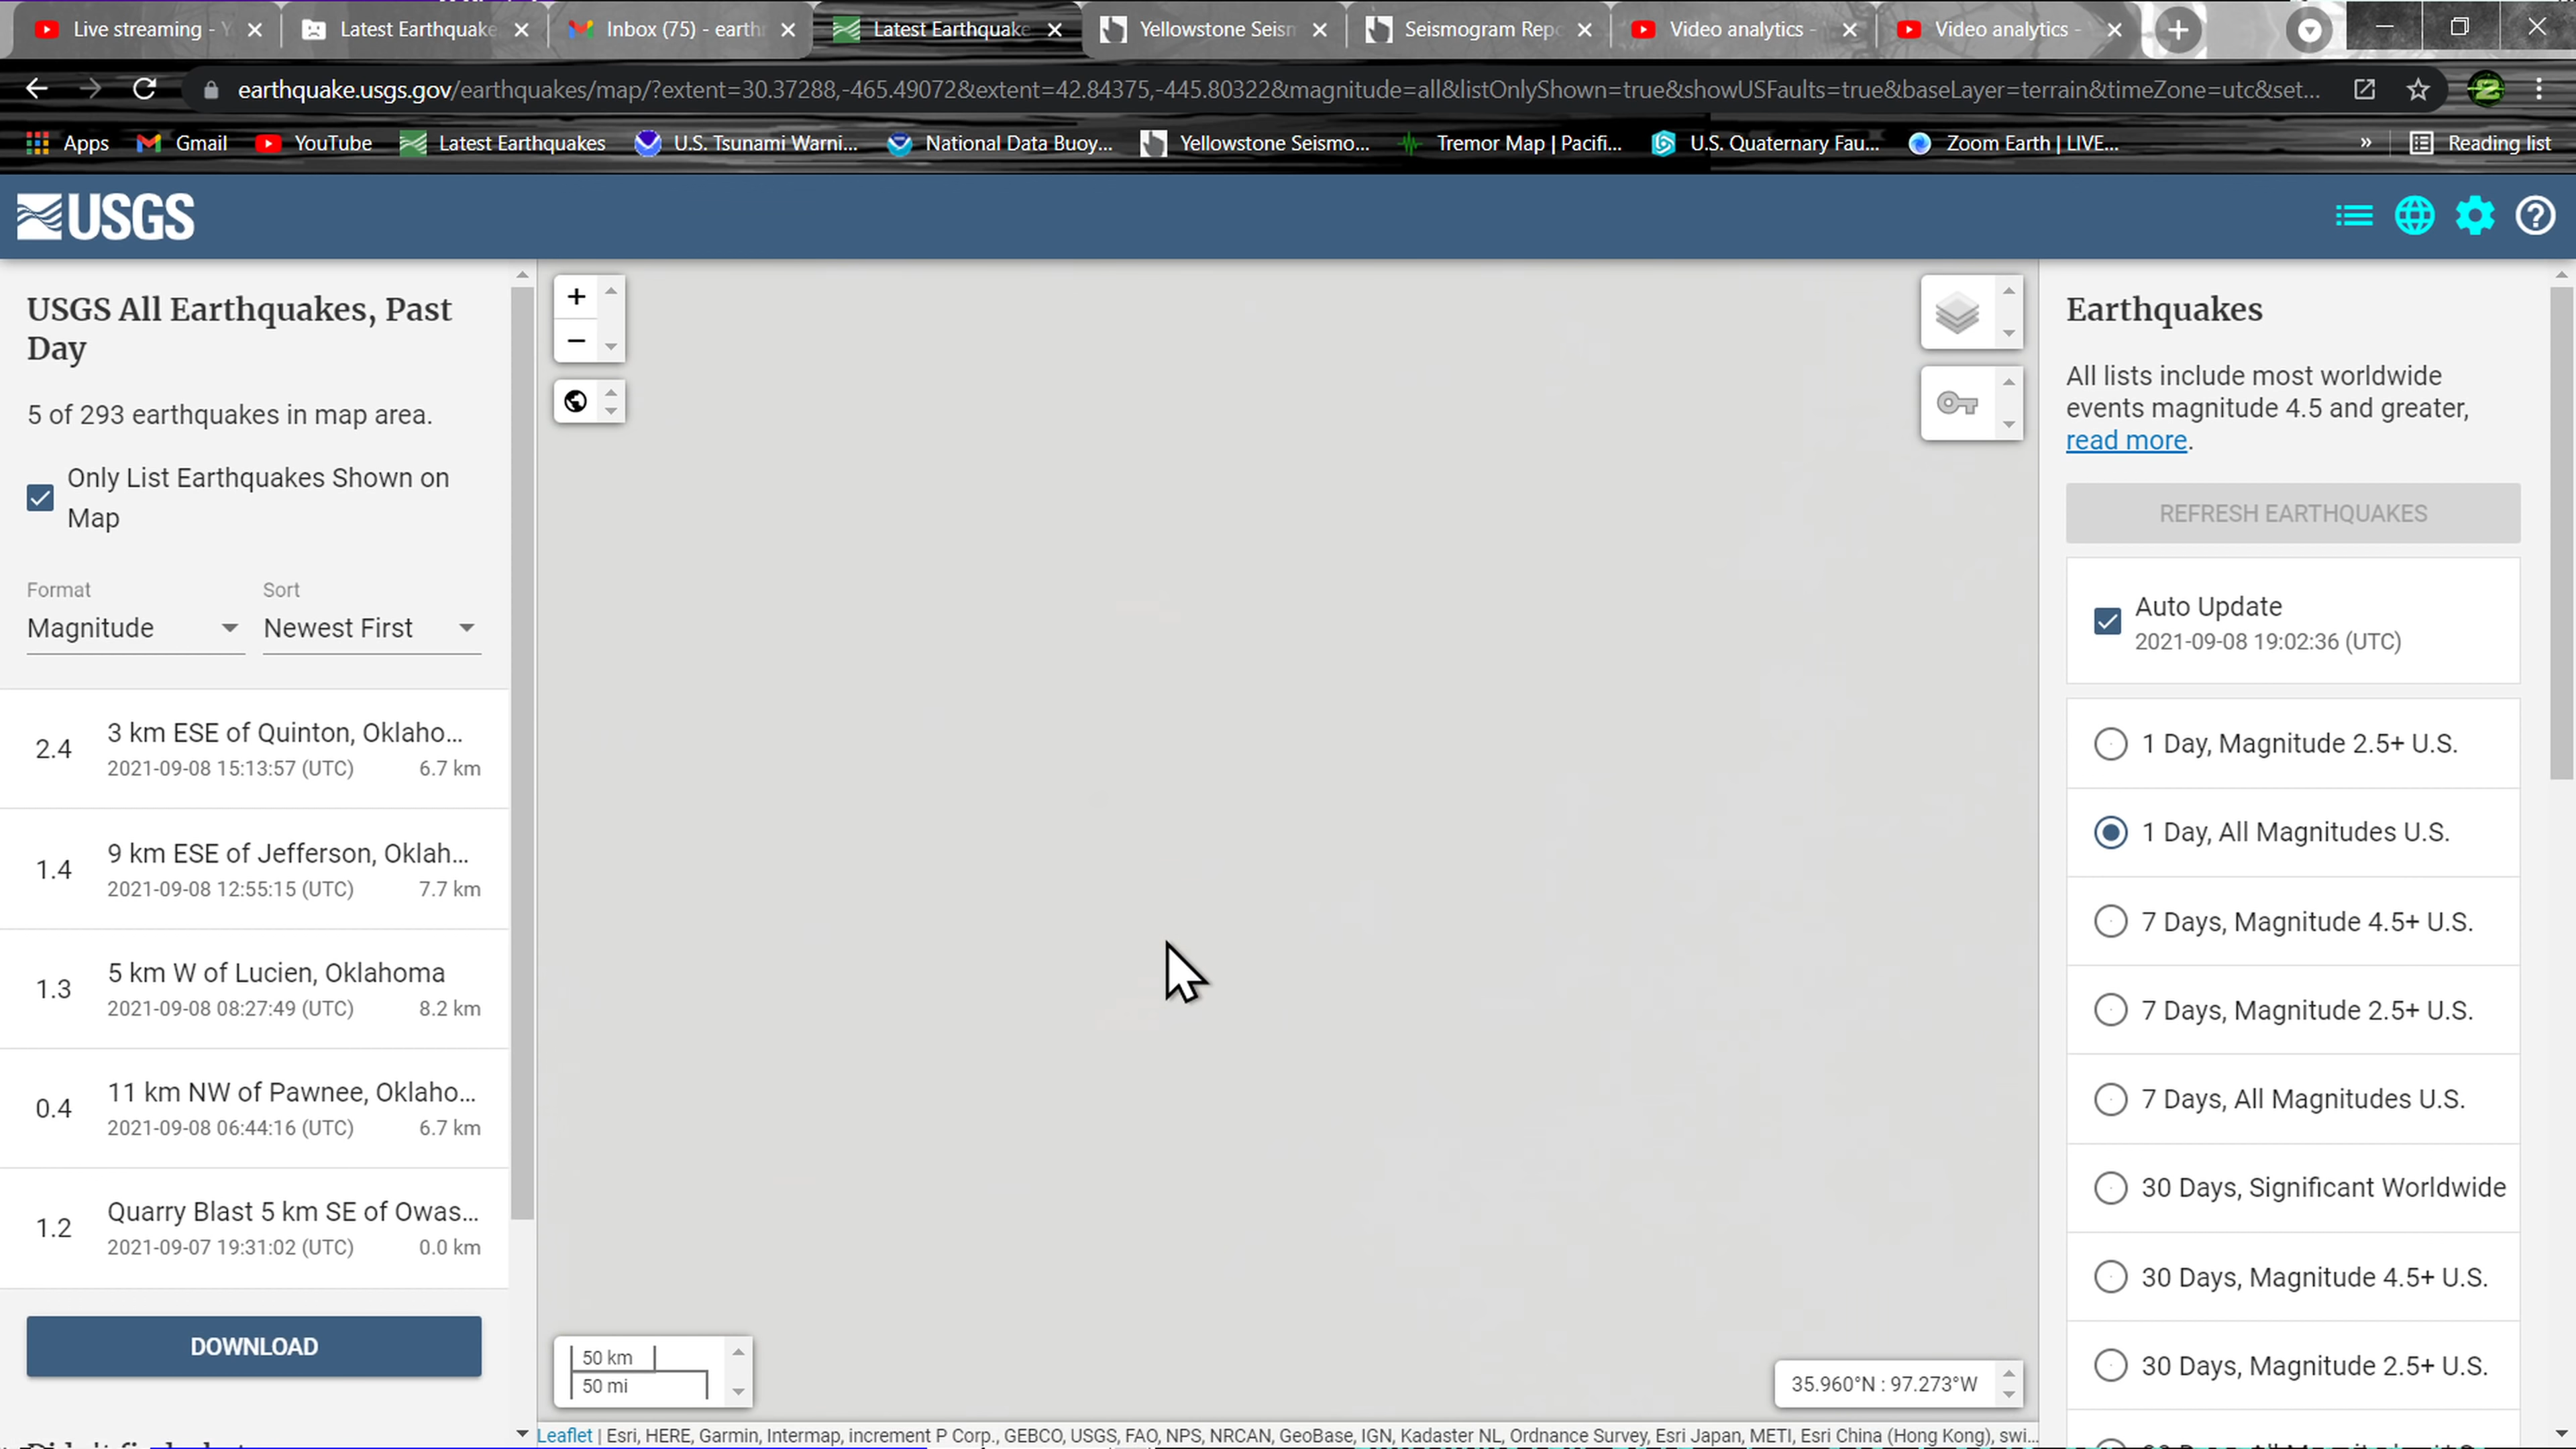 Live streaming - Y
Latest Earthquake
Inbox (75) - earth
Latest Earthquake
Yellowstone Seism
Seismogram Repo
Video analytics -
Video analytics -
earthquake.usgs.gov/earthquakes/map/?extent=30.37288,-465.49072&extent=42.84375,-445.80322&magnitude=all&listOnlyShown=true&showUSFaults=true&baseLayer=terrain&timeZone=utc&set...
Apps
Gmail
YouTube
Latest Earthquakes
U.S. Tsunami Warni...
National Data Buoy...
Yellowstone Seismo...
Tremor Map | Pacifi...
U.S. Quaternary Fau...
Zoom Earth | LIVE...
»
Reading list
USGS
USGS All Earthquakes, Past
Day
5 of 293 earthquakes in map area.
Only List Earthquakes Shown on
Map
Format
Sort
Magnitude
Newest First
2.4
3 km ESE of Quinton, Oklaho...
2021-09-08 15:13:57 (UTC)
6.7 km
1.4
9 km ESE of Jefferson, Oklah...
2021-09-08 12:55:15 (UTC)
7.7 km
1.3
5 km W of Lucien, Oklahoma
2021-09-08 08:27:49 (UTC)
8.2 km
0.4
11 km NW of Pawnee, Oklaho...
2021-09-08 06:44:16 (UTC)
6.7 km
1.2
Quarry Blast 5 km SE of Owas...
2021-09-07 19:31:02 (UTC)
0.0 km
DOWNLOAD
+
−
50 km
50 mi
35.960°N : 97.273°W
Leaflet | Esri, HERE, Garmin, Intermap, increment P Corp., GEBCO, USGS, FAO, NPS, NRCAN, GeoBase, IGN, Kadaster NL, Ordnance Survey, Esri Japan, METI, Esri China (Hong Kong), swi...
Earthquakes
All lists include most worldwide
events magnitude 4.5 and greater,
read more.
REFRESH EARTHQUAKES
Auto Update
2021-09-08 19:02:36 (UTC)
1 Day, Magnitude 2.5+ U.S.
1 Day, All Magnitudes U.S.
7 Days, Magnitude 4.5+ U.S.
7 Days, Magnitude 2.5+ U.S.
7 Days, All Magnitudes U.S.
30 Days, Significant Worldwide
30 Days, Magnitude 4.5+ U.S.
30 Days, Magnitude 2.5+ U.S.